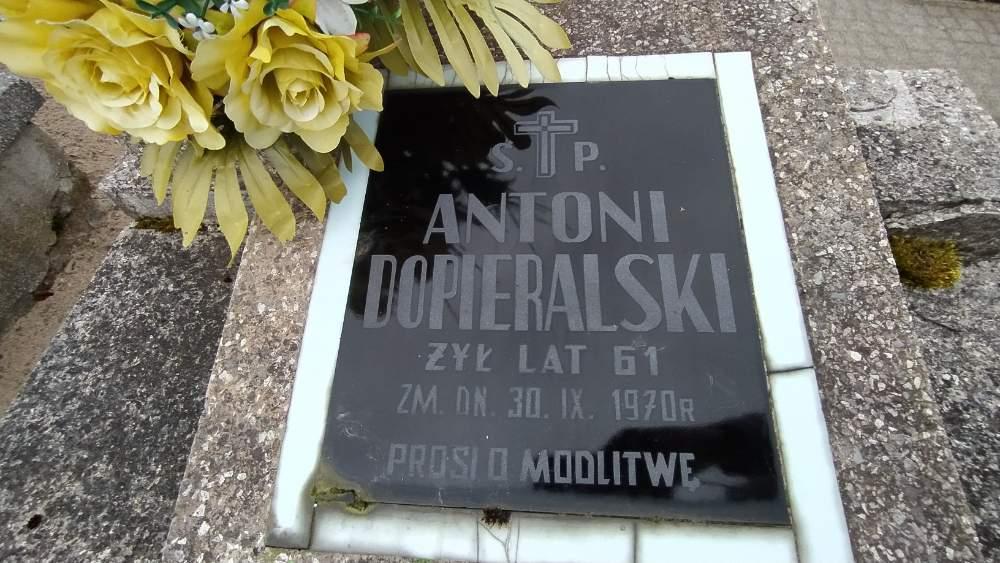 Ś. P.
ANTONI
DOPIERALSKI
ŻYŁ LAT 61
ZM. DN. 30. IX. 1970R
PROSI O MODLITWĘ